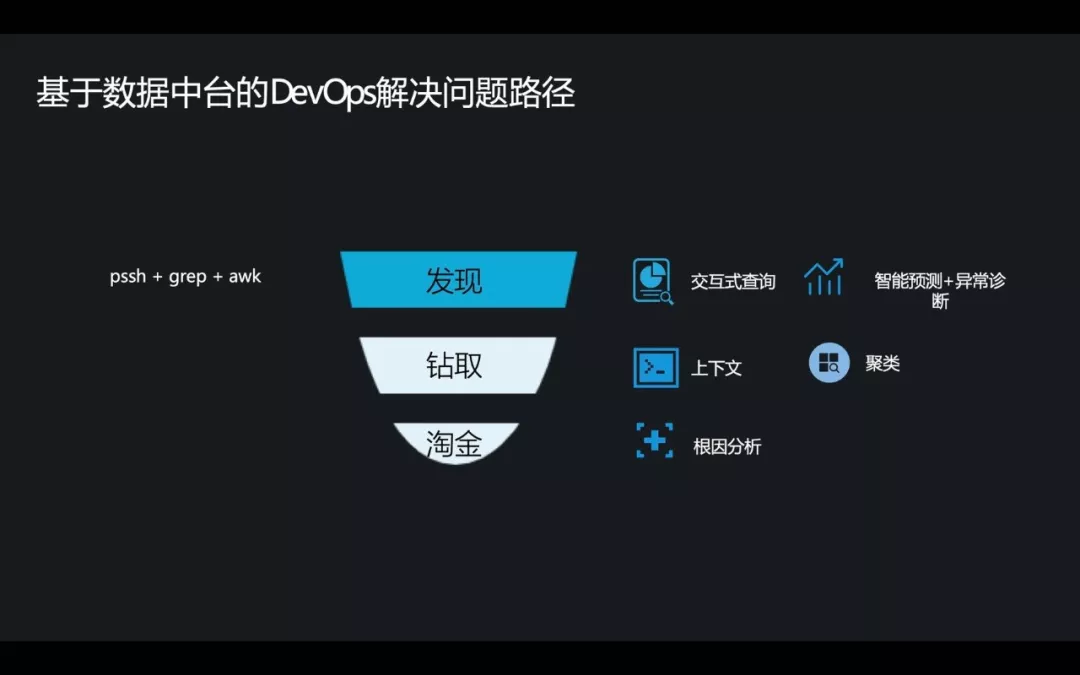 基于数据中台的DevOps解决问题路径
pssh + grep + awk
发现
交互式查询
智能预测+异常诊
断
钻取
上下文
聚类
淘金
根因分析